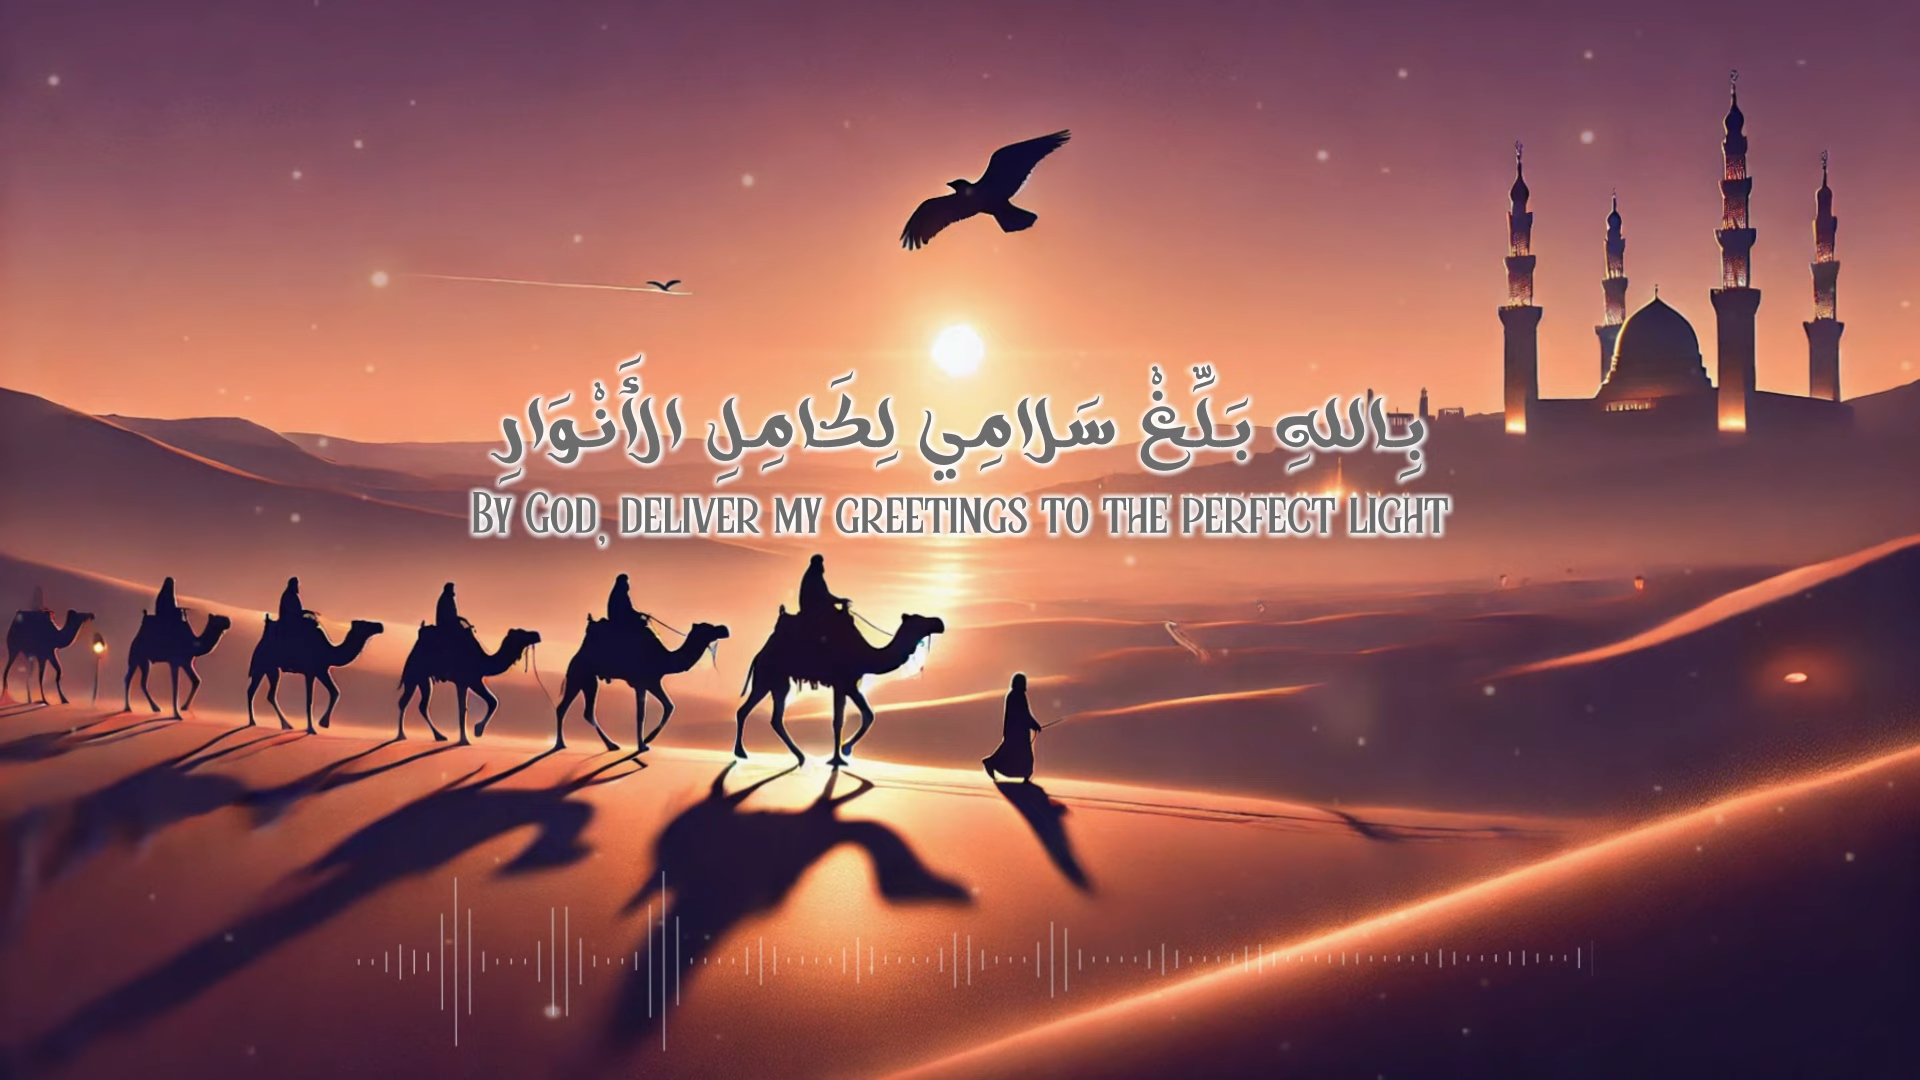 بِاللهِ بَلِّغْ سَلامِي لِكَامِلِ الأَنْوَارِ
By God, deliver my greetings to the perfect light